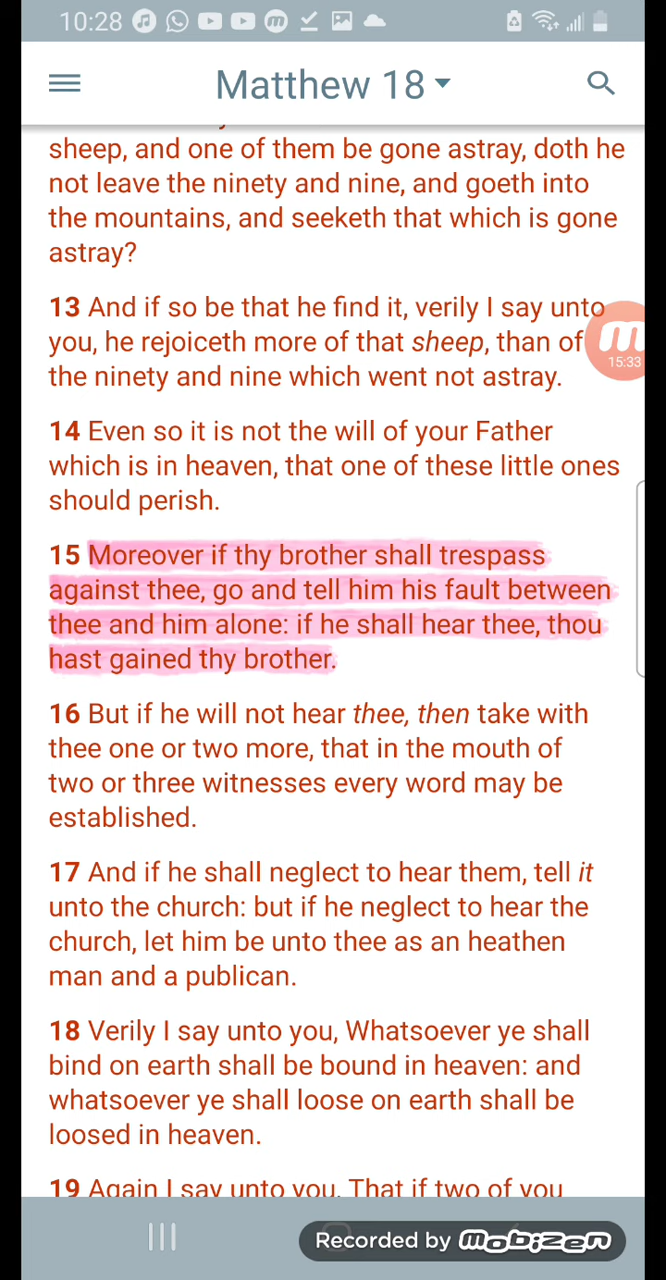 10:28
Matthew 18
sheep, and one of them be gone astray, doth he
not leave the ninety and nine, and goeth into
the mountains, and seeketh that which is gone
astray?
13 And if so be that he find it, verily I say unto
you, he rejoiceth more of that sheep, than of
the ninety and nine which went not astray.
15:33
14 Even so it is not the will of your Father
which is in heaven, that one of these little ones
should perish.
15 Moreover if thy brother shall trespass
against thee, go and tell him his fault between
thee and him alone: if he shall hear thee, thou
hast gained thy brother.
16 But if he will not hear thee, then take with
thee one or two more, that in the mouth of
two or three witnesses every word may be
established.
17 And if he shall neglect to hear them, tell it
unto the church: but if he neglect to hear the
church, let him be unto thee as an heathen
man and a publican.
18 Verily I say unto you, Whatsoever ye shall
bind on earth shall be bound in heaven: and
whatsoever ye shall loose on earth shall be
loosed in heaven.
19 Again I say unto you, That if two of you
Recorded by mobizen